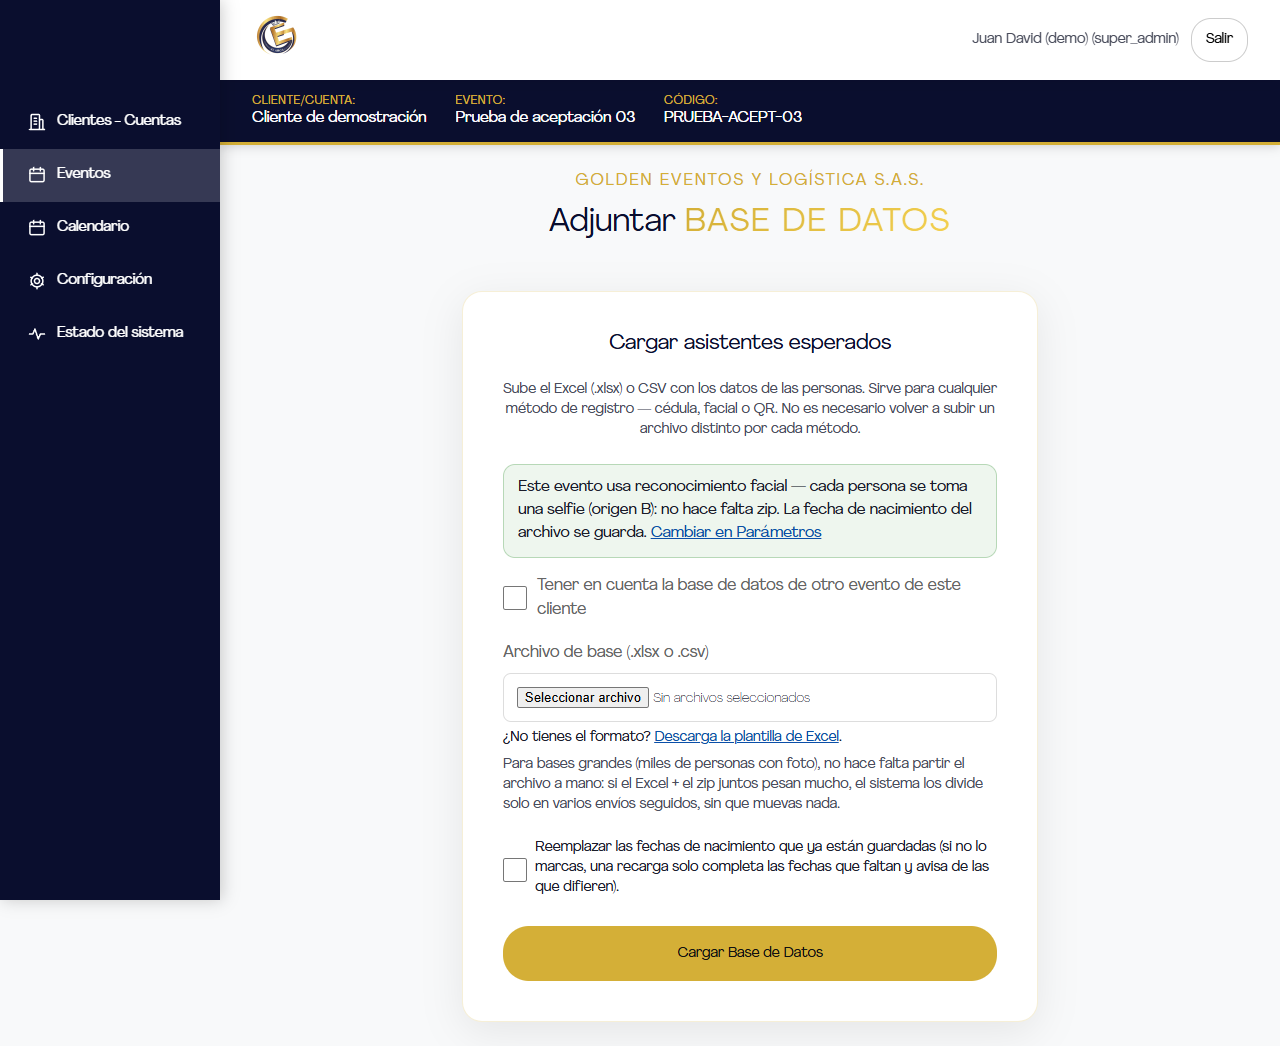 Juan David (demo) (super_admin)
Salir
Clientes - Cuentas
Eventos
Calendario
Configuración
Estado del sistema
CLIENTE/CUENTA:
Cliente de demostración
EVENTO:
Prueba de aceptación 03
CÓDIGO:
PRUEBA-ACEPT-03
GOLDEN EVENTOS Y LOGÍSTICA S.A.S.
Adjuntar BASE DE DATOS
Cargar asistentes esperados
Sube el Excel (.xlsx) o CSV con los datos de las personas. Sirve para cualquier
método de registro — cédula, facial o QR. No es necesario volver a subir un
archivo distinto por cada método.
Este evento usa reconocimiento facial — cada persona se toma
una selfie (origen B): no hace falta zip. La fecha de nacimiento del
archivo se guarda. Cambiar en Parámetros
Tener en cuenta la base de datos de otro evento de este
cliente
Archivo de base (.xlsx o .csv)
Seleccionar archivo Sin archivos seleccionados
¿No tienes el formato? Descarga la plantilla de Excel.
Para bases grandes (miles de personas con foto), no hace falta partir el
archivo a mano: si el Excel + el zip juntos pesan mucho, el sistema los divide
solo en varios envíos seguidos, sin que muevas nada.
Reemplazar las fechas de nacimiento que ya están guardadas (si no lo
marcas, una recarga solo completa las fechas que faltan y avisa de las
que difieren).
Cargar Base de Datos